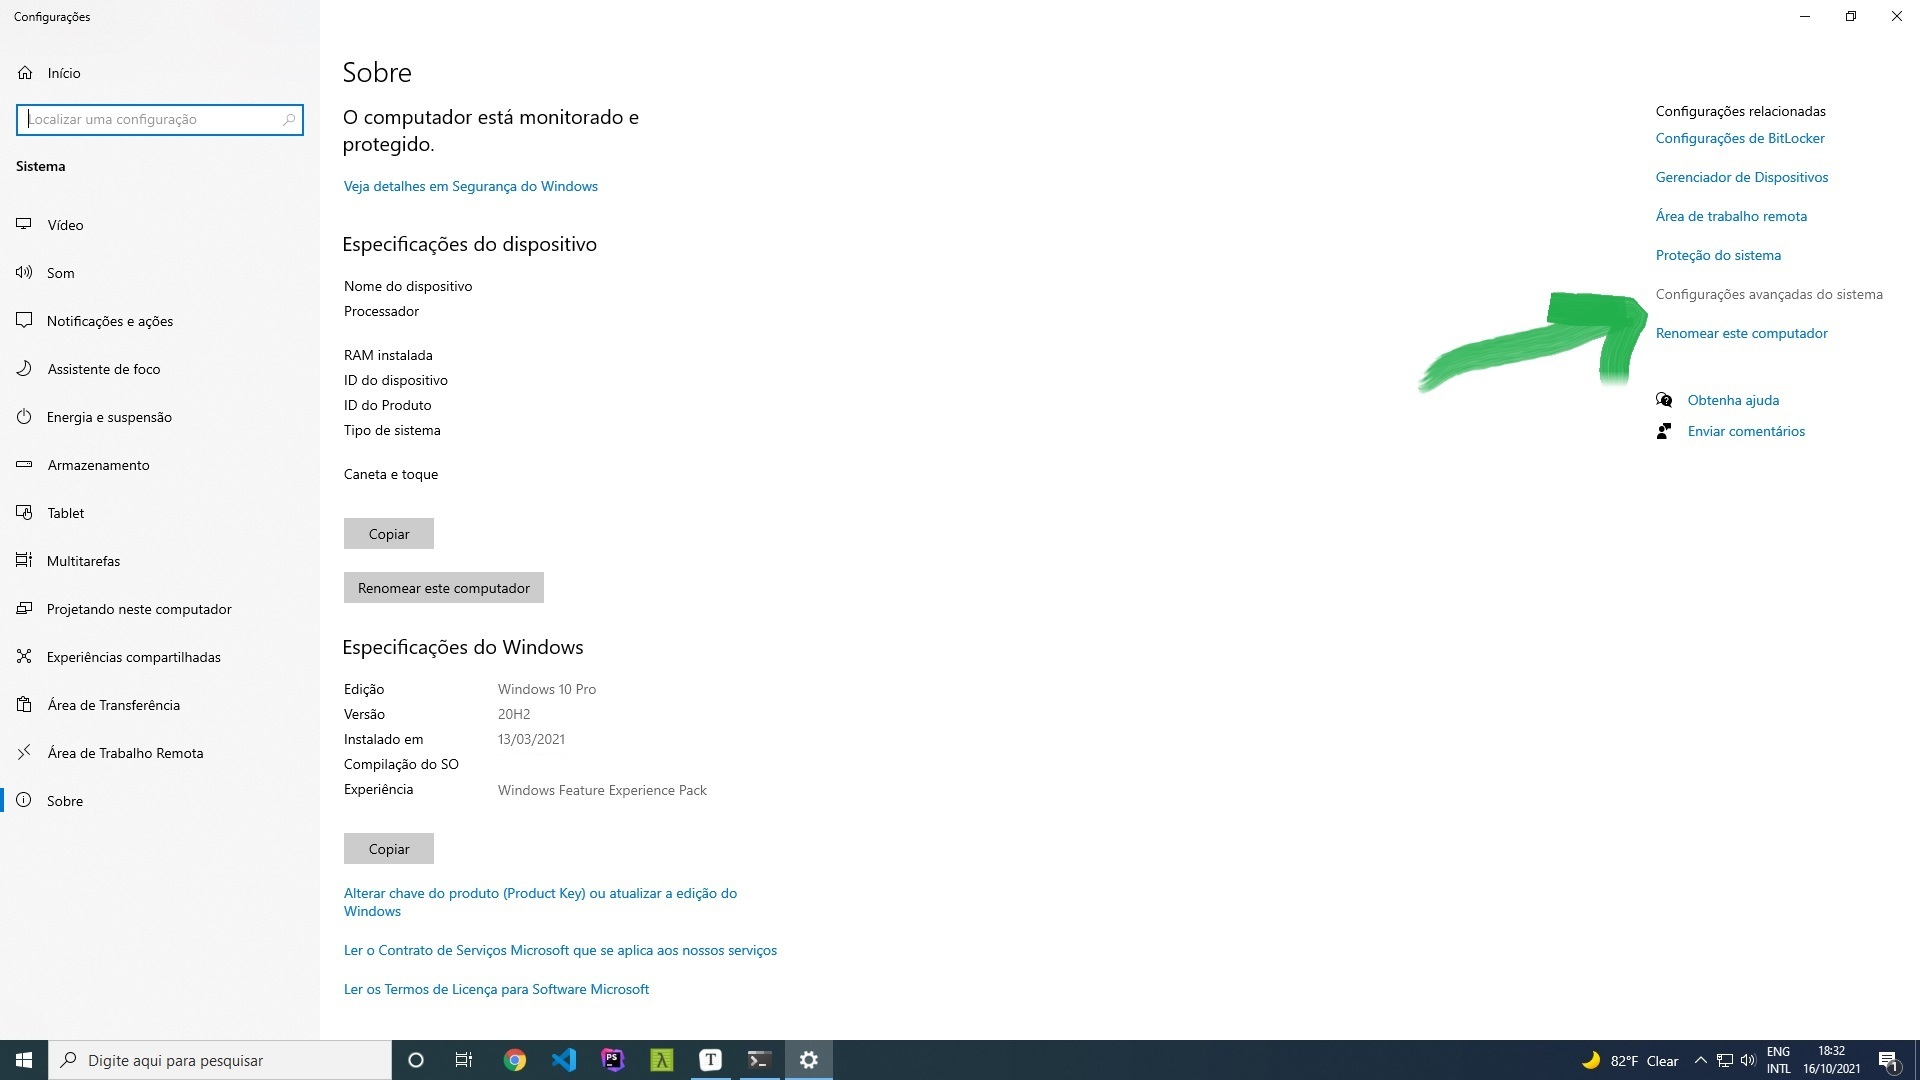 Configurações
Início
Localizar uma configuração
Sistema
Vídeo
Som
Notificações e ações
Assistente de foco
Energia e suspensão
Armazenamento
Tablet
Multitarefas
Projetando neste computador
Experiências compartilhadas
Área de Transferência
Área de Trabalho Remota
Sobre
Sobre
O computador está monitorado e
protegido.
Veja detalhes em Segurança do Windows
Especificações do dispositivo
Nome do dispositivo
Processador
RAM instalada
ID do dispositivo
ID do Produto
Tipo de sistema
Caneta e toque
Copiar
Renomear este computador
Especificações do Windows
Edição Windows 10 Pro
Versão 20H2
Instalado em 13/03/2021
Compilação do SO
Experiência Windows Feature Experience Pack
Copiar
Alterar chave do produto (Product Key) ou atualizar a edição do
Windows
Ler o Contrato de Serviços Microsoft que se aplica aos nossos serviços
Ler os Termos de Licença para Software Microsoft
Configurações relacionadas
Configurações de BitLocker
Gerenciador de Dispositivos
Área de trabalho remota
Proteção do sistema
Configurações avançadas do sistema
Renomear este computador
Obtenha ajuda
Enviar comentários
Digite aqui para pesquisar
PS
λ
T
82°F Clear
ENG
INTL
18:32
16/10/2021
1